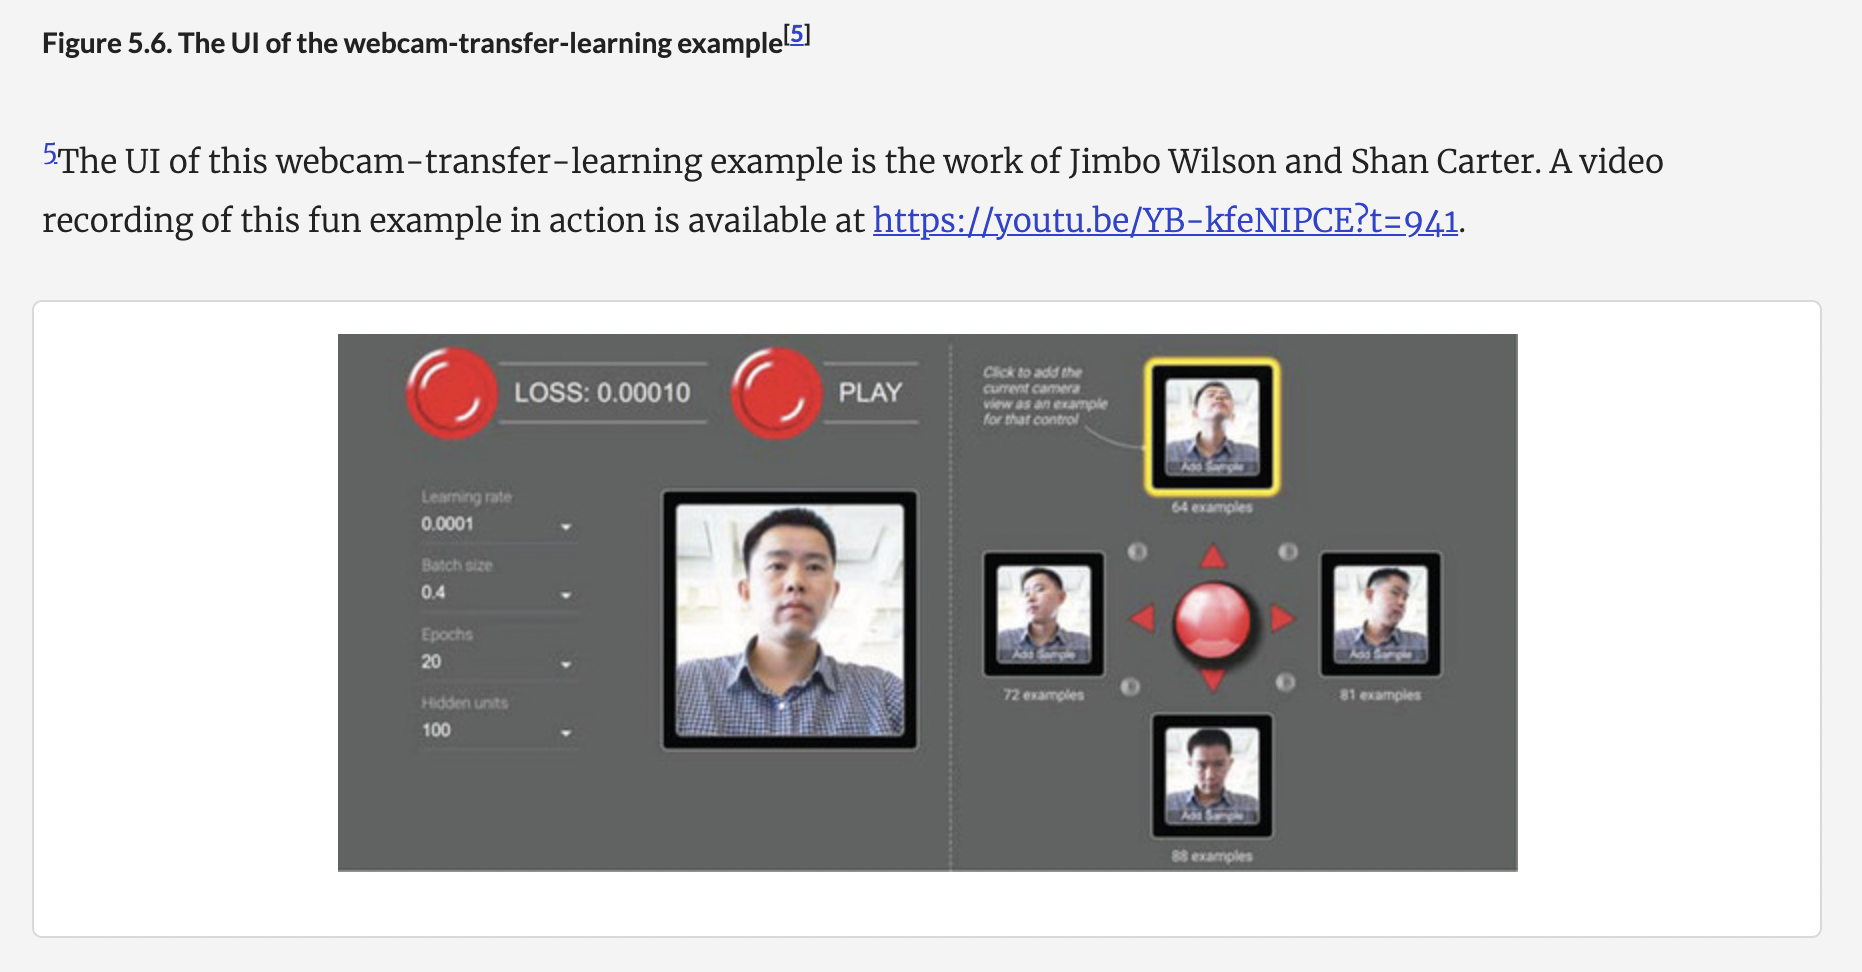 Figure 5.6. The UI of the webcam-transfer-learning example[5]
5The UI of this webcam-transfer-learning example is the work of Jimbo Wilson and Shan Carter. A video
recording of this fun example in action is available at https://youtu.be/YB-kfeNIPCE?t=941.
LOSS: 0.00010
PLAY
Learning rate
0.0001
Batch size
0.4
Epochs
20
Hidden units
100
Click to add the
current camera
view as an example
for that control
Add Sample
64 examples
Add Sample
72 examples
Add Sample
81 examples
Add Sample
88 examples